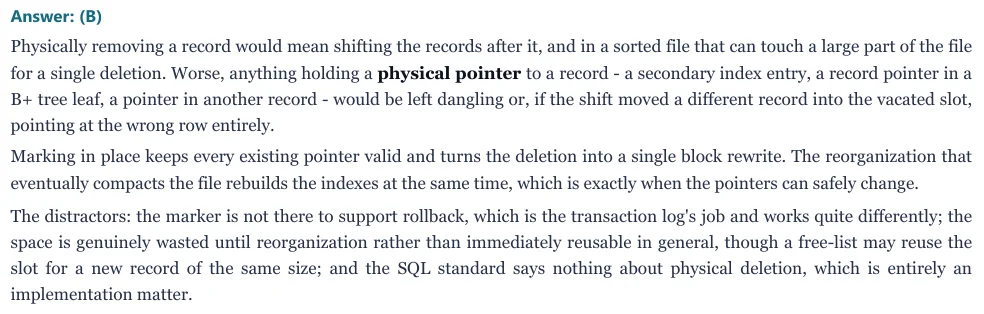 Answer: (B)
Physically removing a record would mean shifting the records after it, and in a sorted file that can touch a large part of the file
for a single deletion. Worse, anything holding a physical pointer to a record - a secondary index entry, a record pointer in a
B+ tree leaf, a pointer in another record - would be left dangling or, if the shift moved a different record into the vacated slot,
pointing at the wrong row entirely.
Marking in place keeps every existing pointer valid and turns the deletion into a single block rewrite. The reorganization that
eventually compacts the file rebuilds the indexes at the same time, which is exactly when the pointers can safely change.
The distractors: the marker is not there to support rollback, which is the transaction log's job and works quite differently; the
space is genuinely wasted until reorganization rather than immediately reusable in general, though a free-list may reuse the
slot for a new record of the same size; and the SQL standard says nothing about physical deletion, which is entirely an
implementation matter.